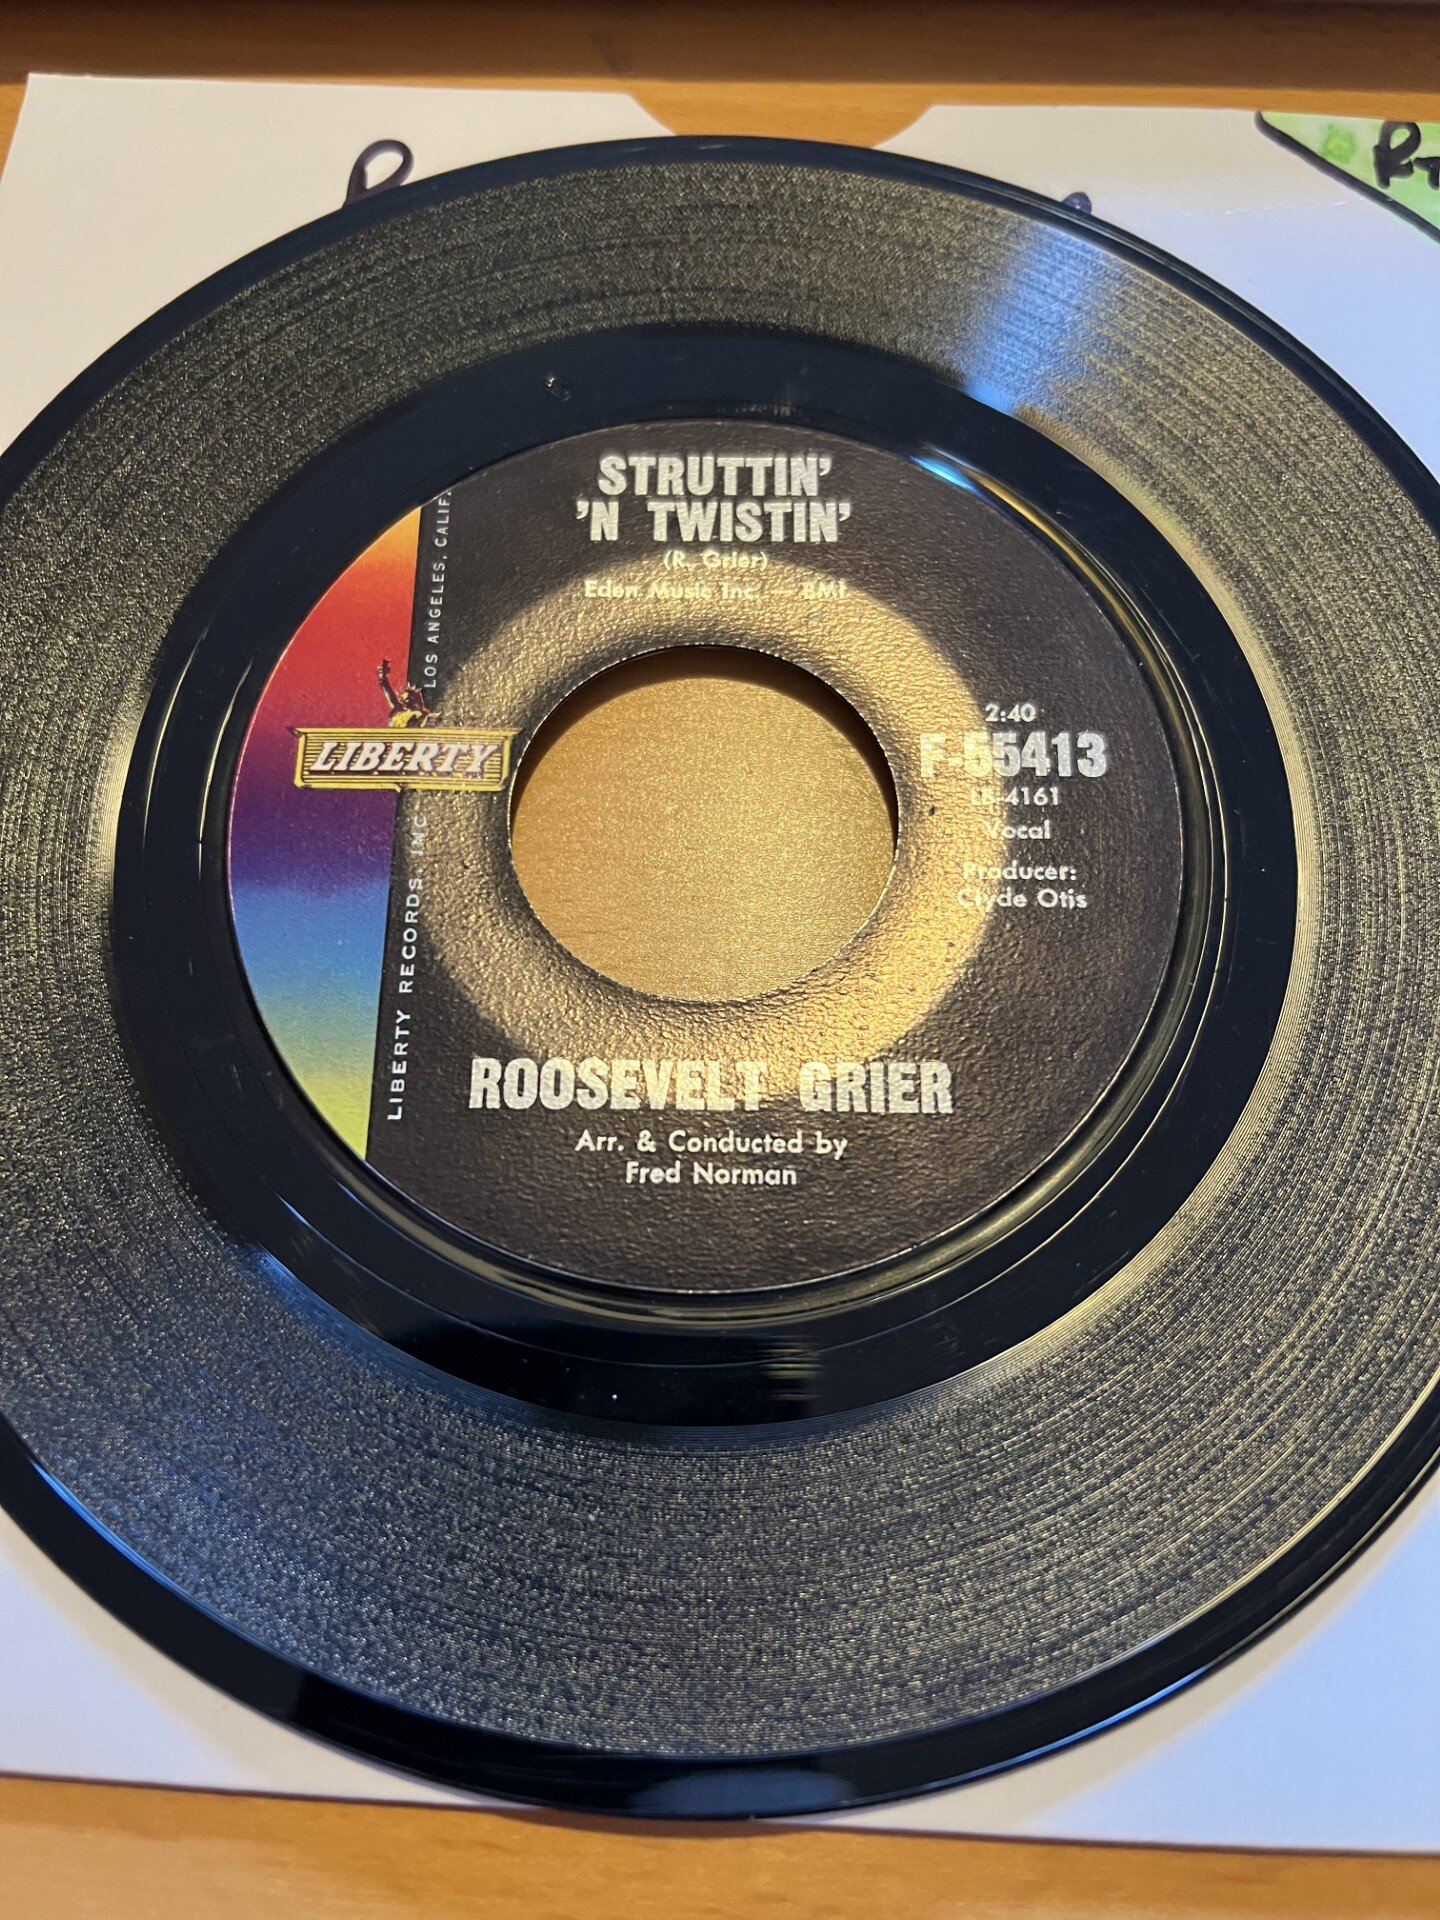 STRUTTIN'
'N TWISTIN'
(R. Grier)
Eden Music Inc. — BMI
LIBERTY
LIBERTY RECORDS, INC. LOS ANGELES, CALIF.
2:40
F-55413
LB-4161
Vocal
Producer:
Clyde Otis
ROOSEVELT GRIER
Arr. & Conducted by
Fred Norman